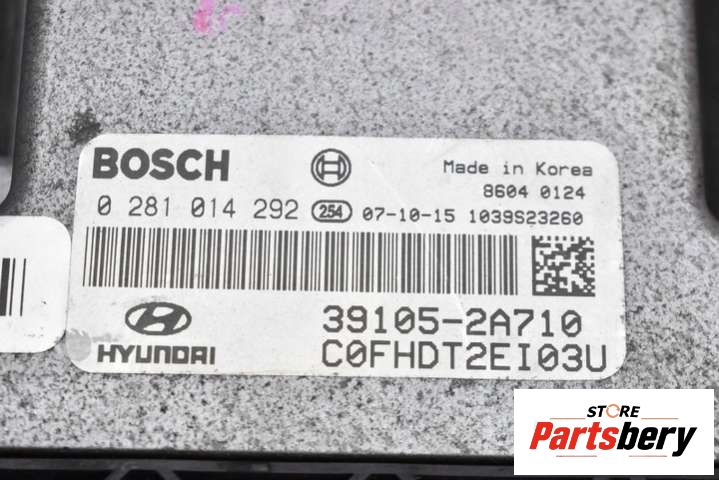 BOSCH
Made in Korea
8604 0124
0 281 014 292 254 07-10-15 1039S23260
39105-2A710
HYUNDAI
C0FHDT2EI03U
STORE
Partsbery